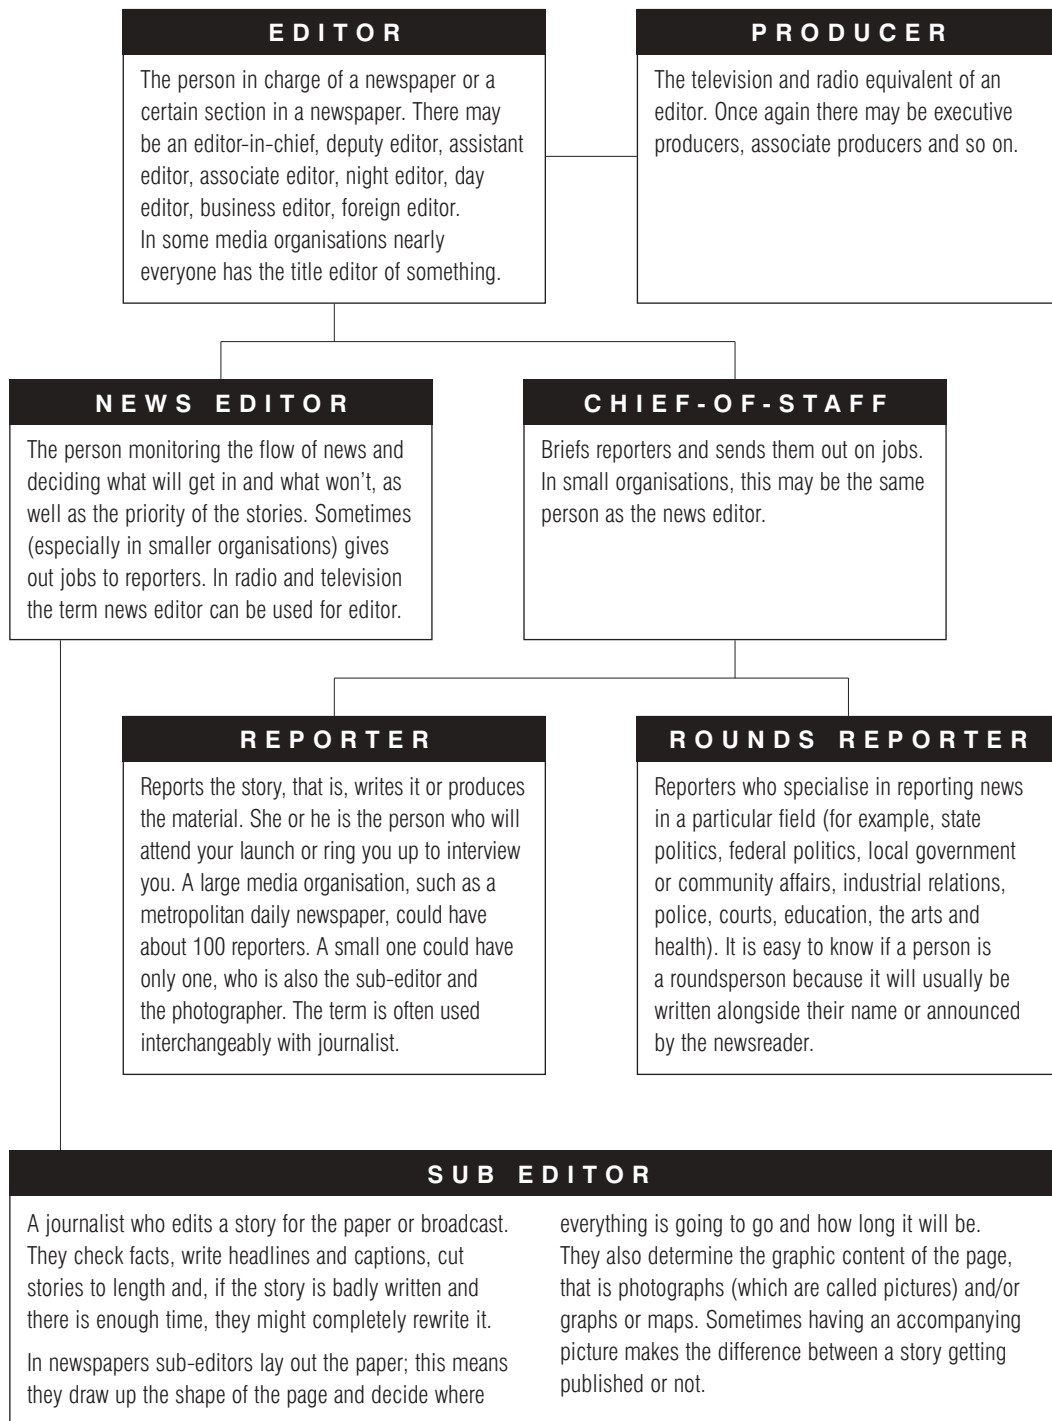 EDITOR
The person in charge of a newspaper or a
certain section in a newspaper. There may
be an editor-in-chief, deputy editor, assistant
editor, associate editor, night editor, day
editor, business editor, foreign editor.
In some media organisations nearly
everyone has the title editor of something.
PRODUCER
The television and radio equivalent of an
editor. Once again there may be executive
producers, associate producers and so on.
NEWS EDITOR
The person monitoring the flow of news and
deciding what will get in and what won't, as
well as the priority of the stories. Sometimes
(especially in smaller organisations) gives
out jobs to reporters. In radio and television
the term news editor can be used for editor.
CHIEF-OF-STAFF
Briefs reporters and sends them out on jobs.
In small organisations, this may be the same
person as the news editor.
REPORTER
Reports the story, that is, writes it or produces
the material. She or he is the person who will
attend your launch or ring you up to interview
you. A large media organisation, such as a
metropolitan daily newspaper, could have
about 100 reporters. A small one could have
only one, who is also the sub-editor and
the photographer. The term is often used
interchangeably with journalist.
ROUNDS REPORTER
Reporters who specialise in reporting news
in a particular field (for example, state
politics, federal politics, local government
or community affairs, industrial relations,
police, courts, education, the arts and
health). It is easy to know if a person is
a roundsperson because it will usually be
written alongside their name or announced
by the newsreader.
SUB EDITOR
A journalist who edits a story for the paper or broadcast.
They check facts, write headlines and captions, cut
stories to length and, if the story is badly written and
there is enough time, they might completely rewrite it.
In newspapers sub-editors lay out the paper; this means
they draw up the shape of the page and decide where
everything is going to go and how long it will be.
They also determine the graphic content of the page,
that is photographs (which are called pictures) and/or
graphs or maps. Sometimes having an accompanying
picture makes the difference between a story getting
published or not.